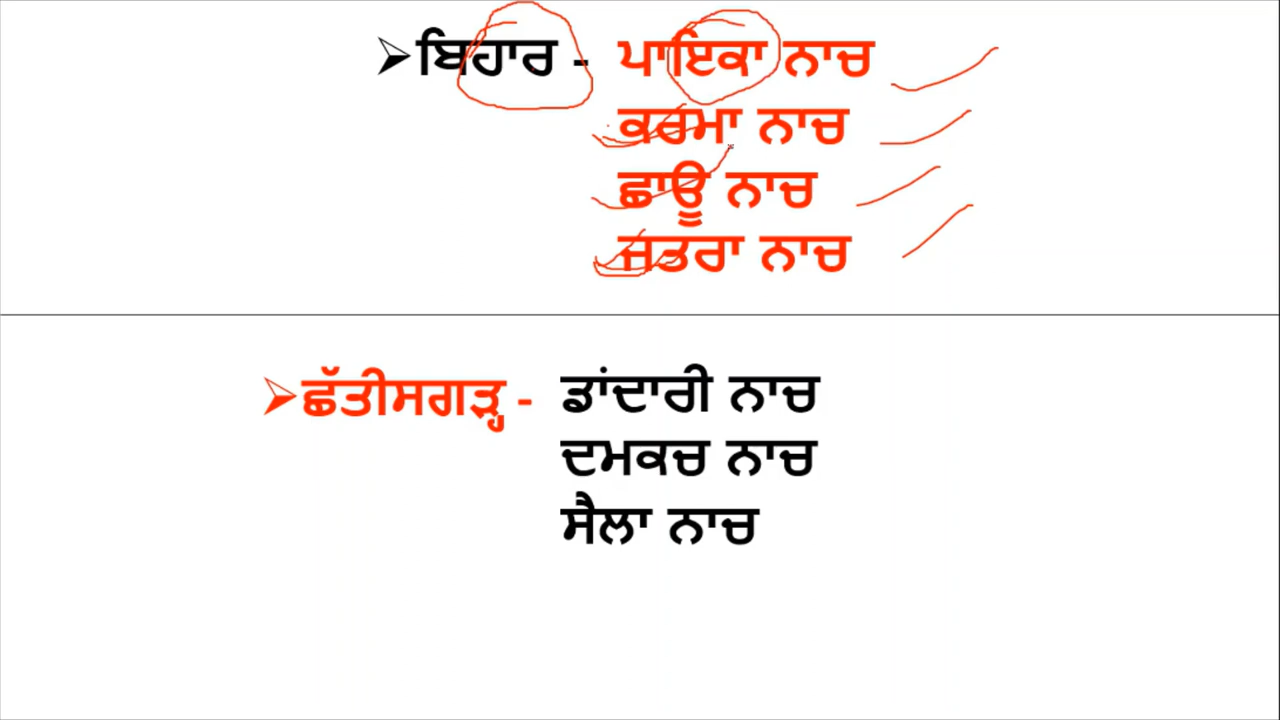 ➢ਬਿਹਾਰ - ਪਾਇਕਾ ਨਾਚ
ਕਰਮਾ ਨਾਚ
ਛਾਊ ਨਾਚ
ਜਤਰਾ ਨਾਚ
➢ਛੱਤੀਸਗੜ੍ਹ - ਡਾਂਦਾਰੀ ਨਾਚ
ਦਮਕਚ ਨਾਚ
ਸੈਲਾ ਨਾਚ